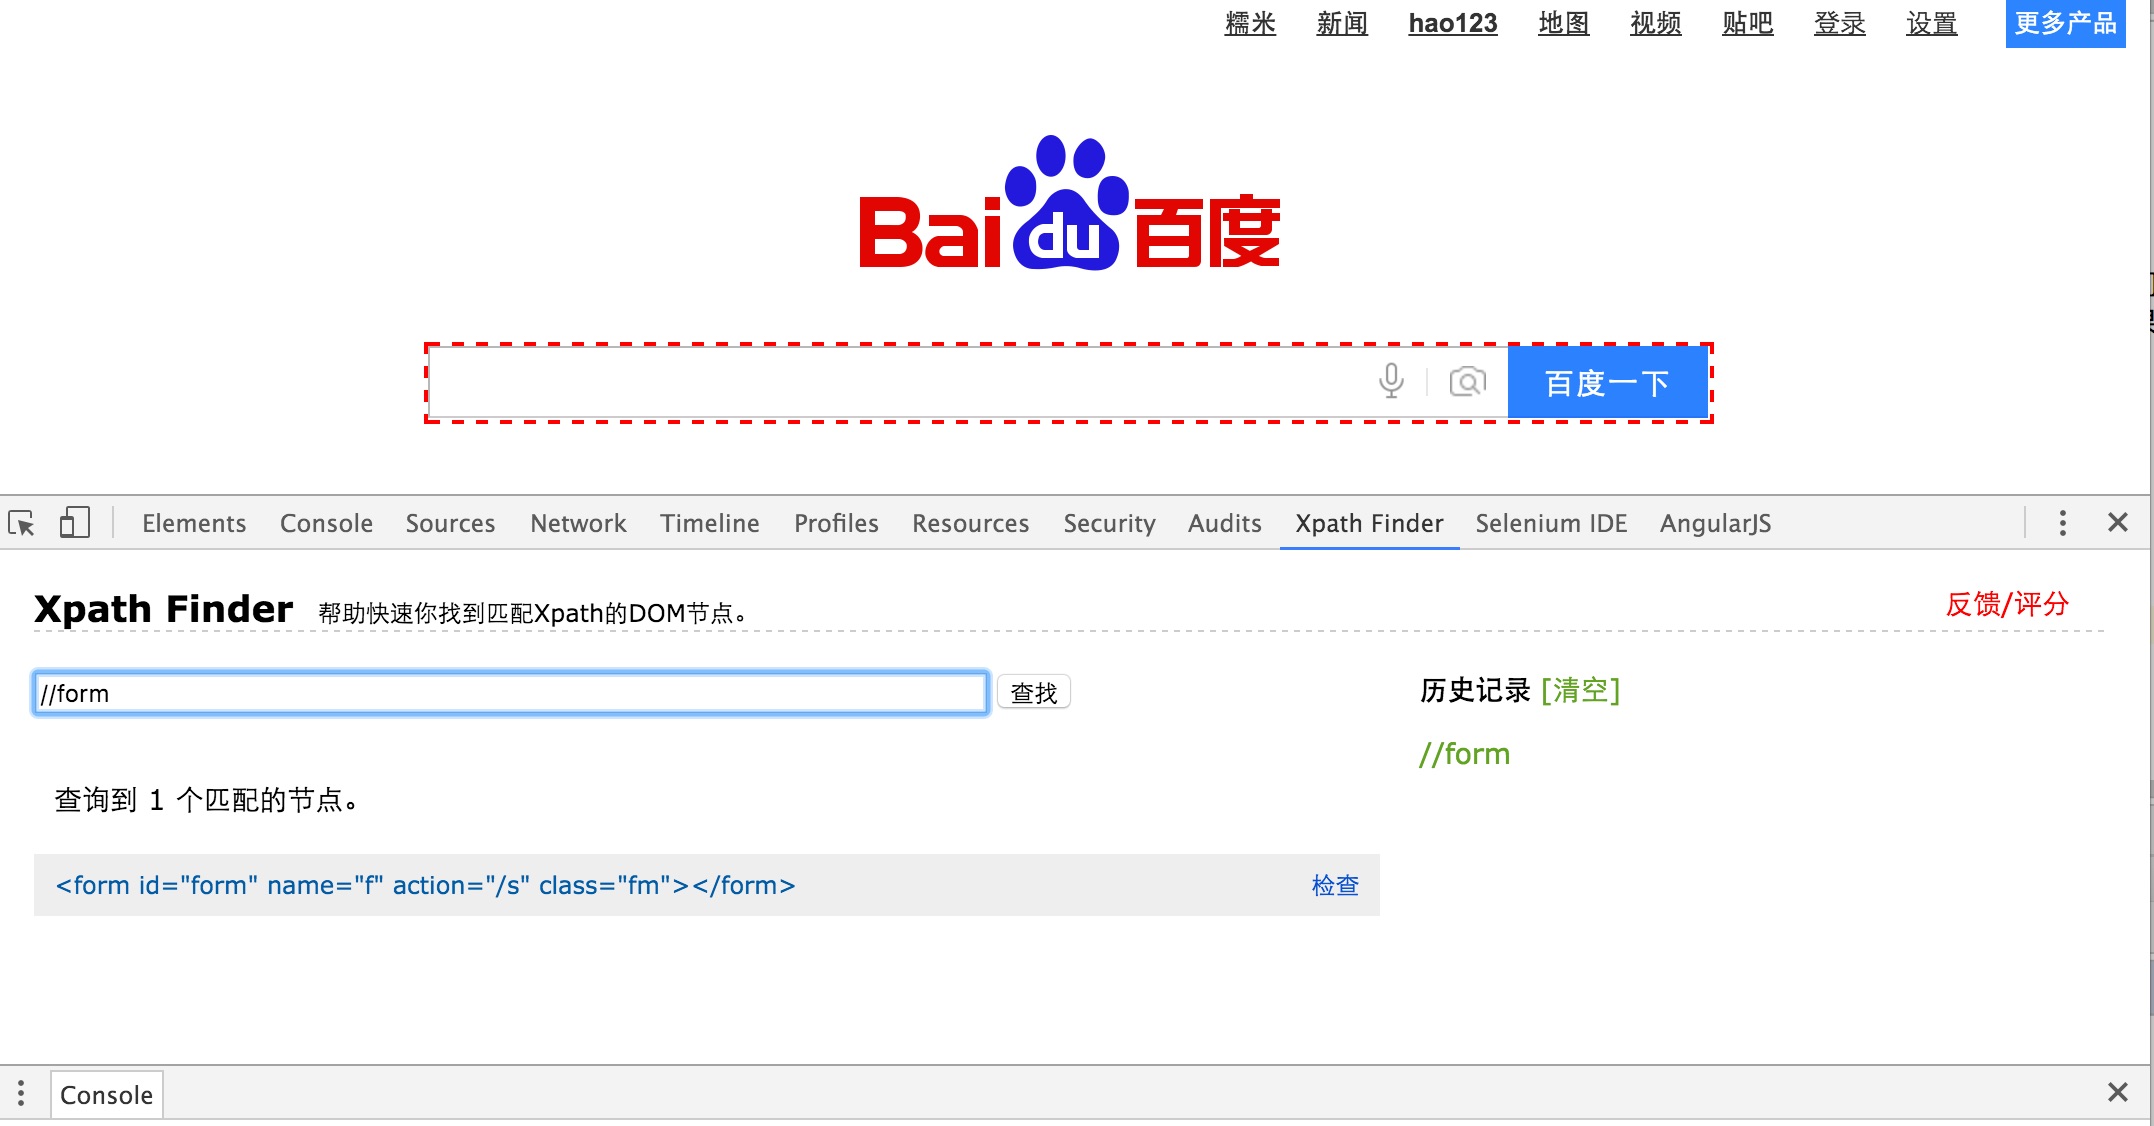 糯米 新闻 hao123 地图 视频 贴吧 登录 设置 更多产品
Bai du 百度
百度一下
Elements Console Sources Network Timeline Profiles Resources Security Audits Xpath Finder Selenium IDE AngularJS
Xpath Finder 帮助快速你找到匹配Xpath的DOM节点。 反馈/评分
//form 查找 历史记录 [清空]
//form
查询到 1 个匹配的节点。
<form id="form" name="f" action="/s" class="fm"></form> 检查
Console